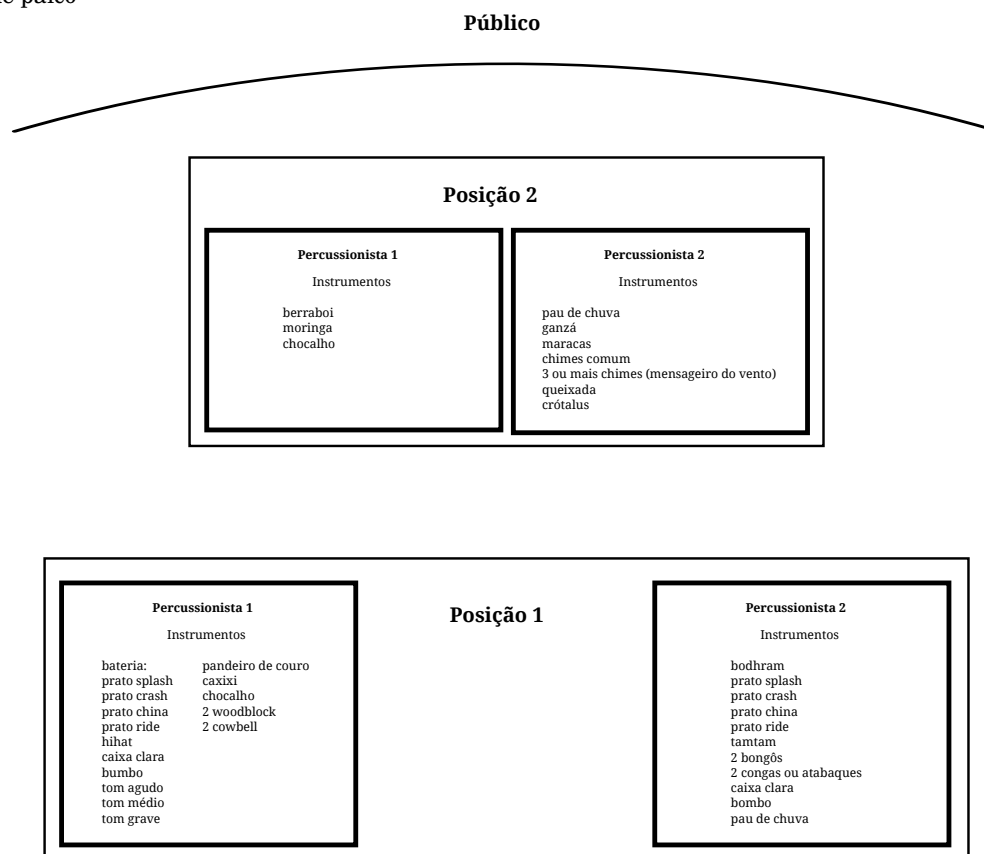 Público
Posição 2
Percussionista 1
Instrumentos
berraboi
moringa
chocalho
Percussionista 2
Instrumentos
pau de chuva
ganzá
maracas
chimes comum
3 ou mais chimes (mensageiro do vento)
queixada
crótalus
Posição 1
Percussionista 1
Instrumentos
bateria:
prato splash
prato crash
prato china
prato ride
hihat
caixa clara
bumbo
tom agudo
tom médio
tom grave
pandeiro de couro
caxixi
chocalho
2 woodblock
2 cowbell
Percussionista 2
Instrumentos
bodhram
prato splash
prato crash
prato china
prato ride
tamtam
2 bongôs
2 congas ou atabaques
caixa clara
bombo
pau de chuva